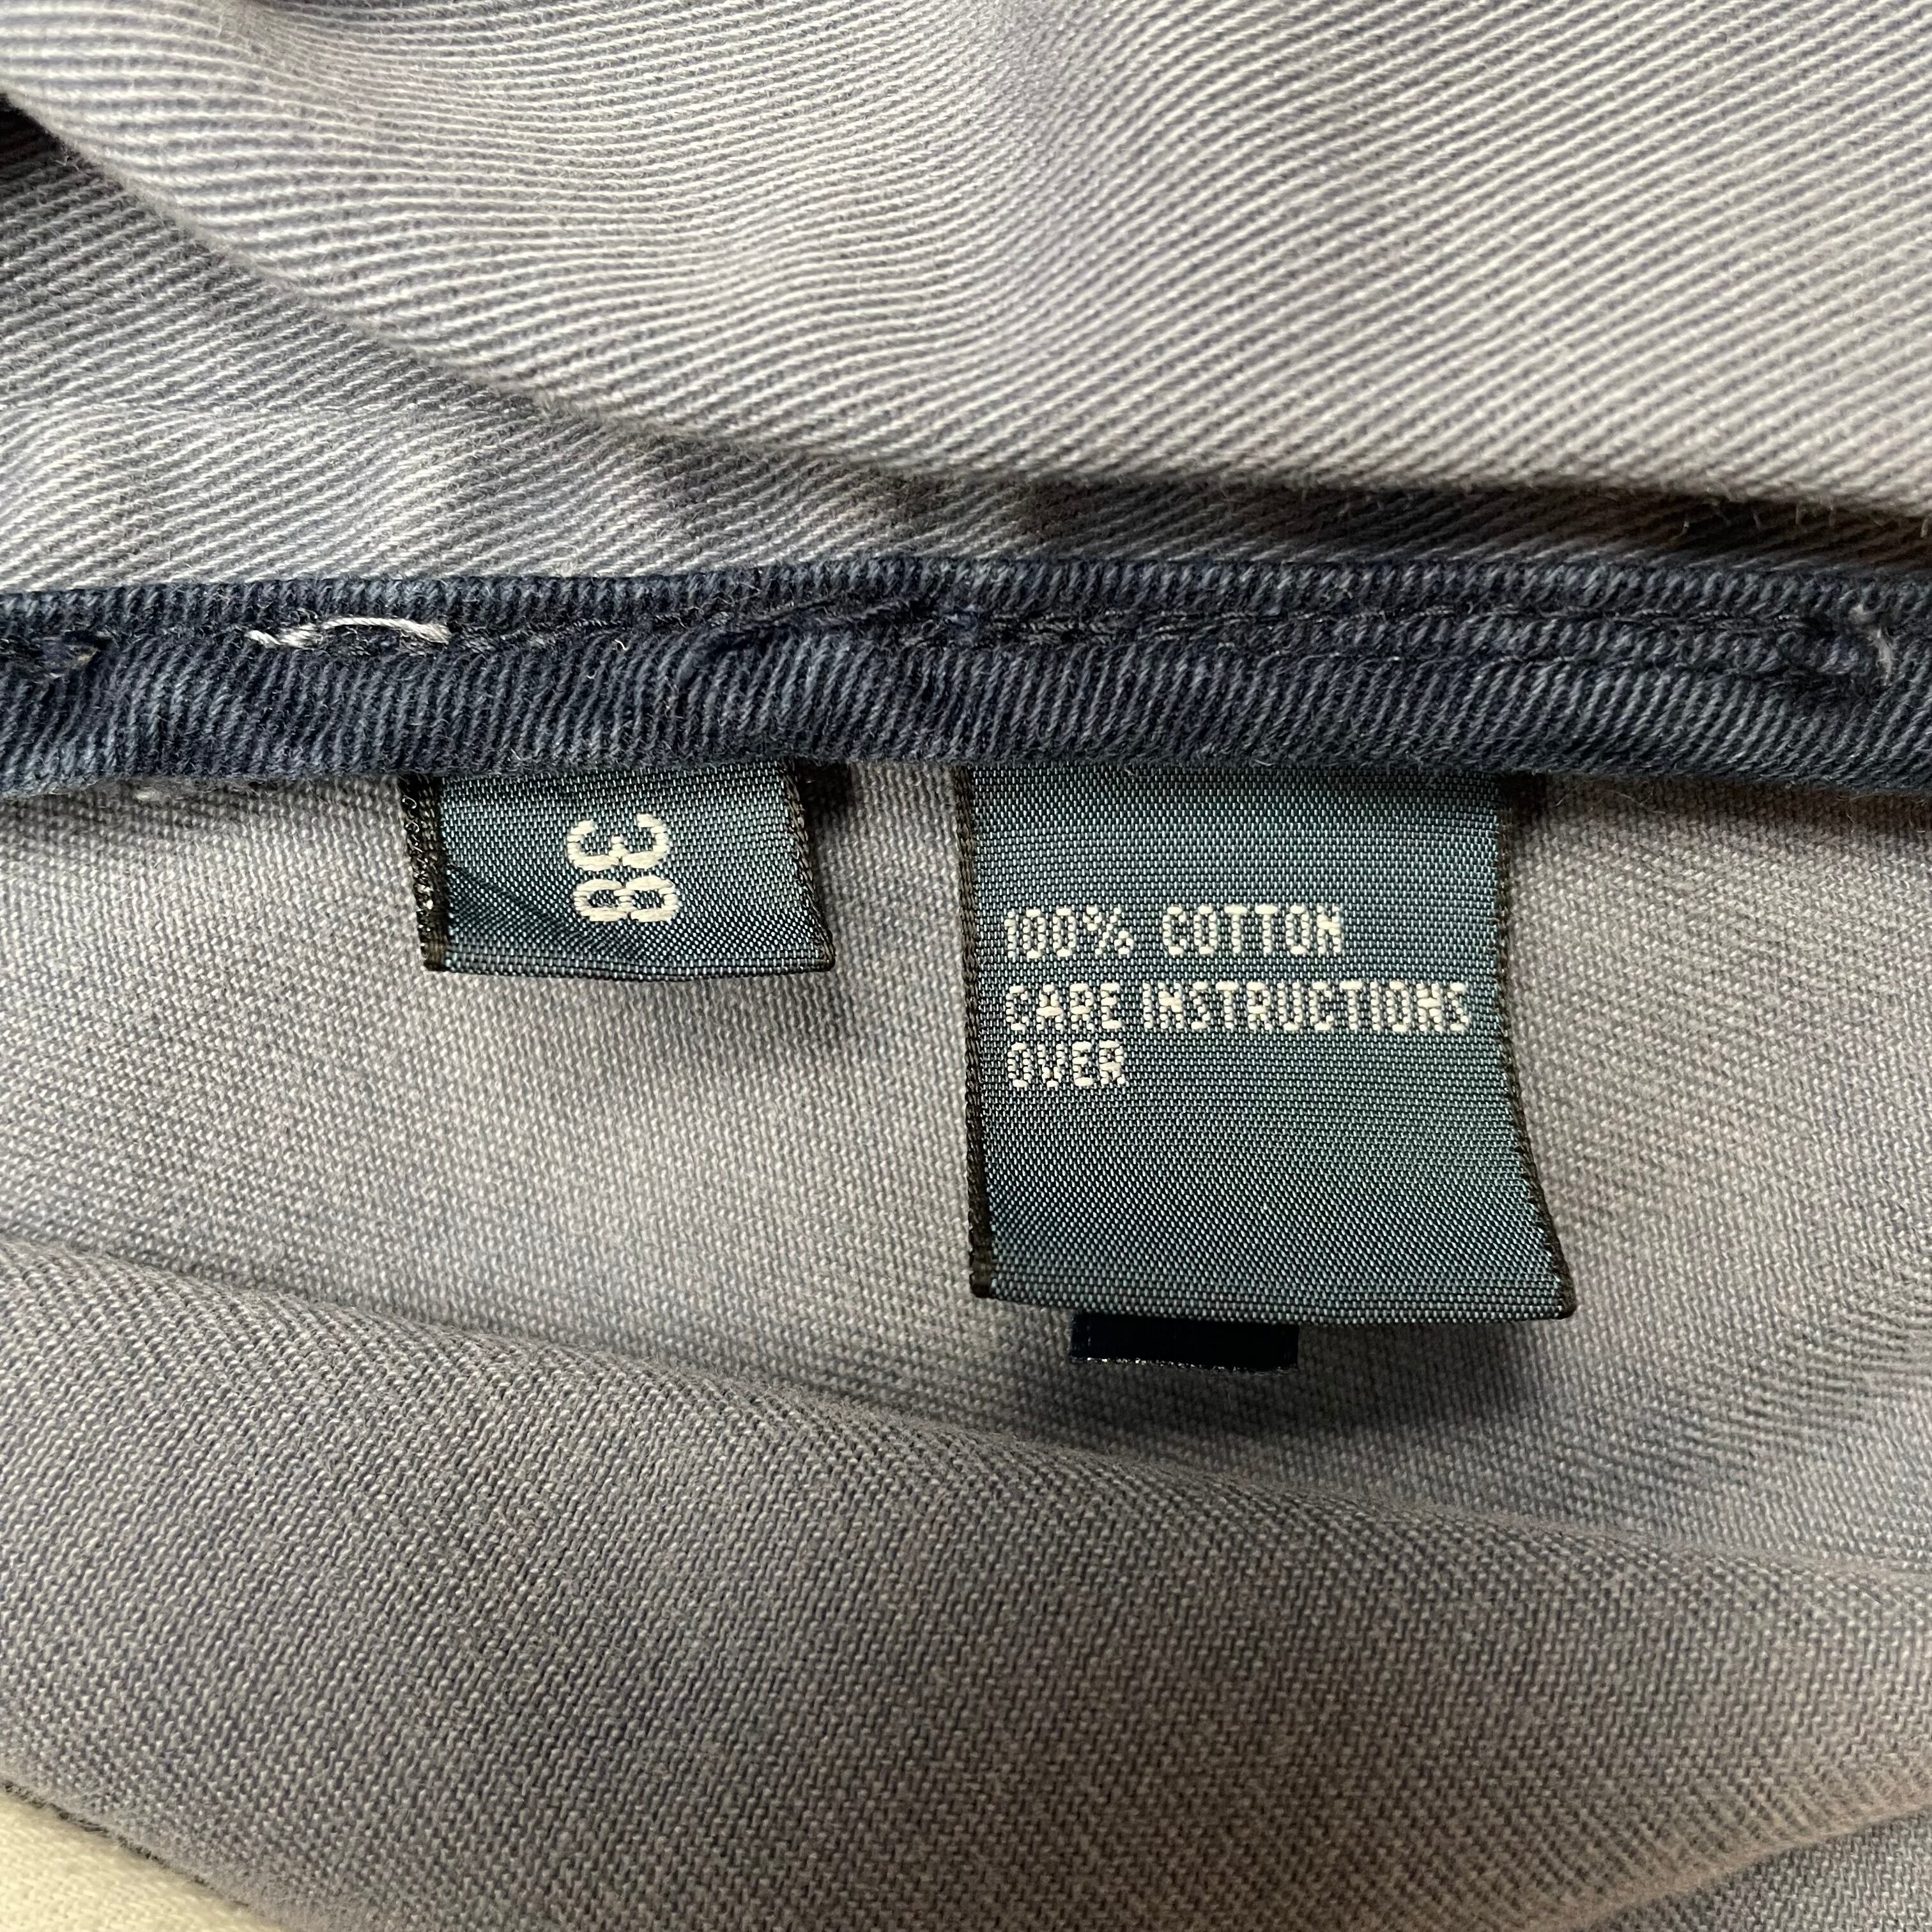 38
100% COTTON
CARE INSTRUCTIONS
OVER